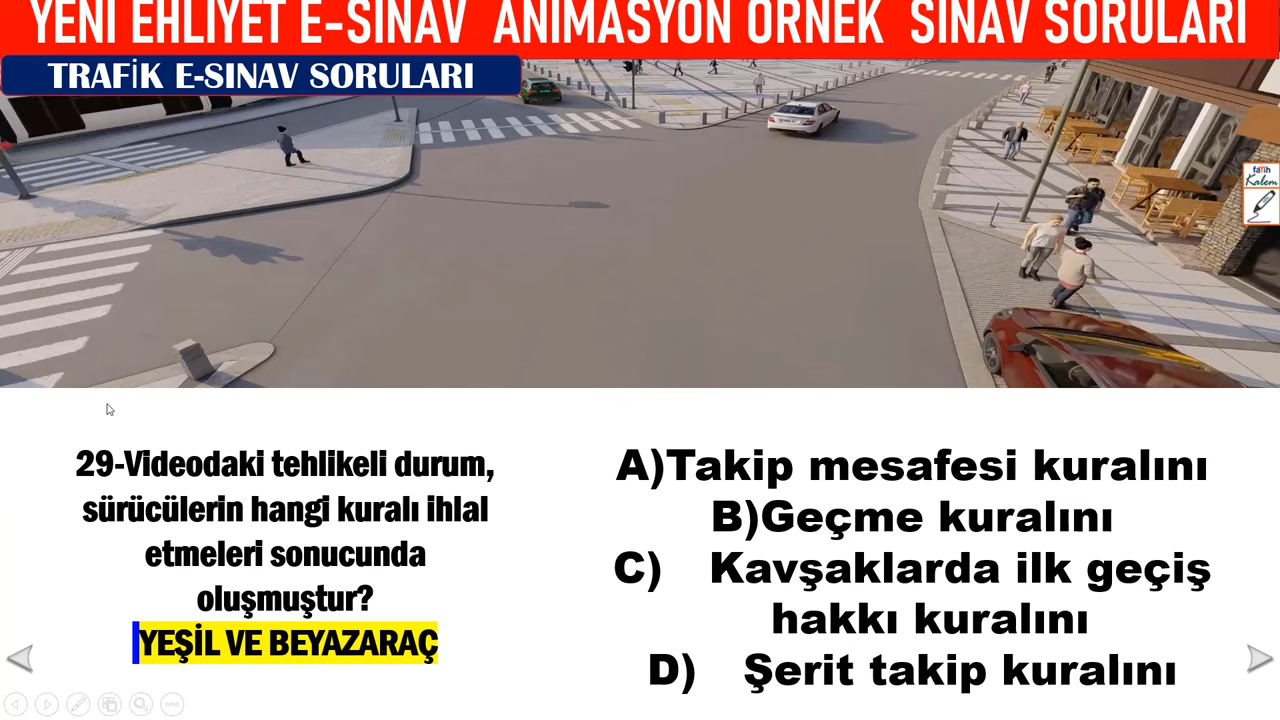 YENİ EHLİYET E-SINAV ANİMASYON ÖRNEK SINAV SORULARI
TRAFİK E-SINAV SORULARI
fatih
Kalem
29-Videodaki tehlikeli durum,
sürücülerin hangi kuralı ihlal
etmeleri sonucunda
oluşmuştur?
YEŞİL VE BEYAZARAÇ
A)Takip mesafesi kuralını
B)Geçme kuralını
C) Kavşaklarda ilk geçiş
hakkı kuralını
D) Şerit takip kuralını